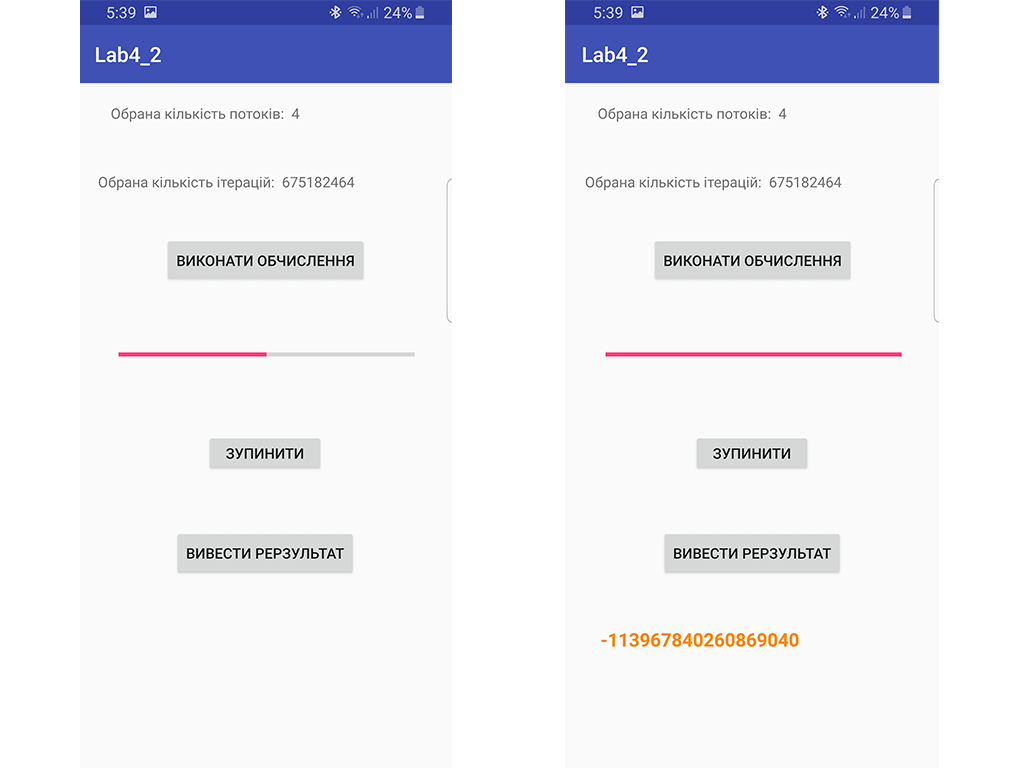 5:39 24%
Lab4_2
Обрана кількість потоків: 4
Обрана кількість ітерацій: 675182464
ВИКОНАТИ ОБЧИСЛЕННЯ
ЗУПИНИТИ
ВИВЕСТИ РЕРЗУЛЬТАТ
5:39 24%
Lab4_2
Обрана кількість потоків: 4
Обрана кількість ітерацій: 675182464
ВИКОНАТИ ОБЧИСЛЕННЯ
ЗУПИНИТИ
ВИВЕСТИ РЕРЗУЛЬТАТ
-113967840260869040